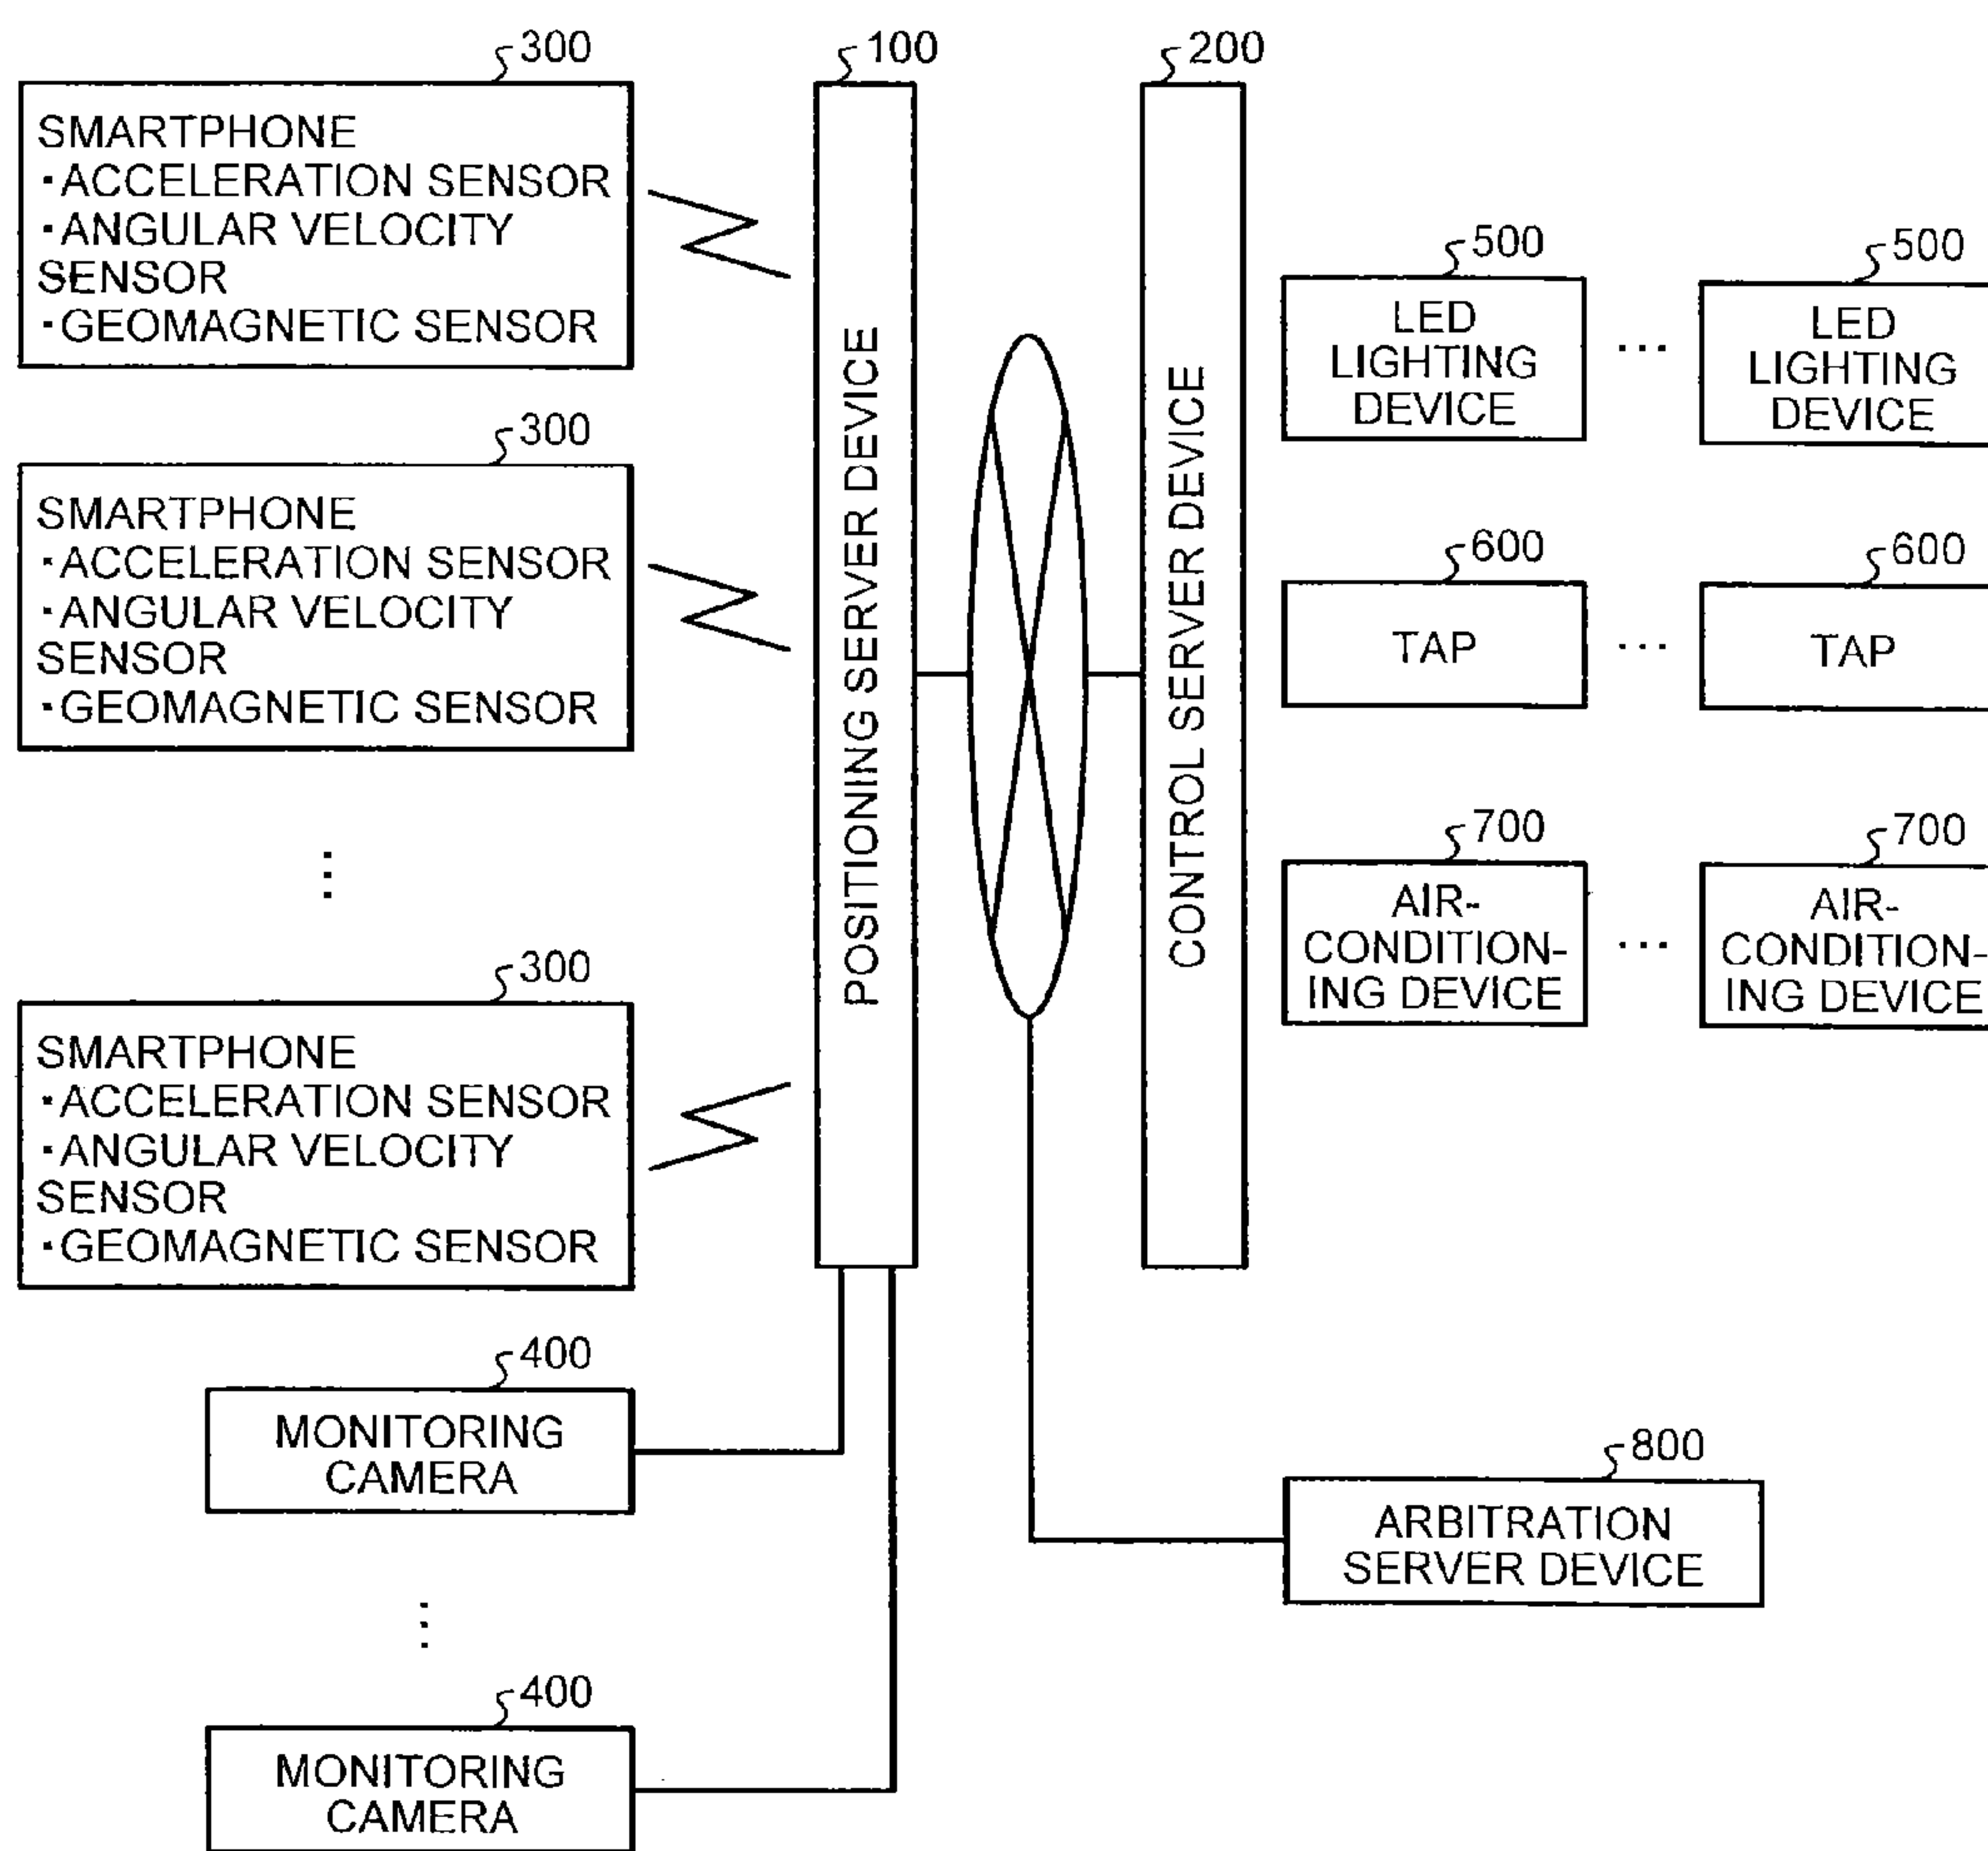 300
SMARTPHONE
・ACCELERATION SENSOR
・ANGULAR VELOCITY
SENSOR
・GEOMAGNETIC SENSOR
300
SMARTPHONE
・ACCELERATION SENSOR
・ANGULAR VELOCITY
SENSOR
・GEOMAGNETIC SENSOR
300
SMARTPHONE
・ACCELERATION SENSOR
・ANGULAR VELOCITY
SENSOR
・GEOMAGNETIC SENSOR
400
MONITORING
CAMERA
400
MONITORING
CAMERA
100
POSITIONING SERVER DEVICE
200
CONTROL SERVER DEVICE
500
LED
LIGHTING
DEVICE
...
500
LED
LIGHTING
DEVICE
600
TAP
...
600
TAP
700
AIR-
CONDITION-
ING DEVICE
...
700
AIR-
CONDITION-
ING DEVICE
800
ARBITRATION
SERVER DEVICE